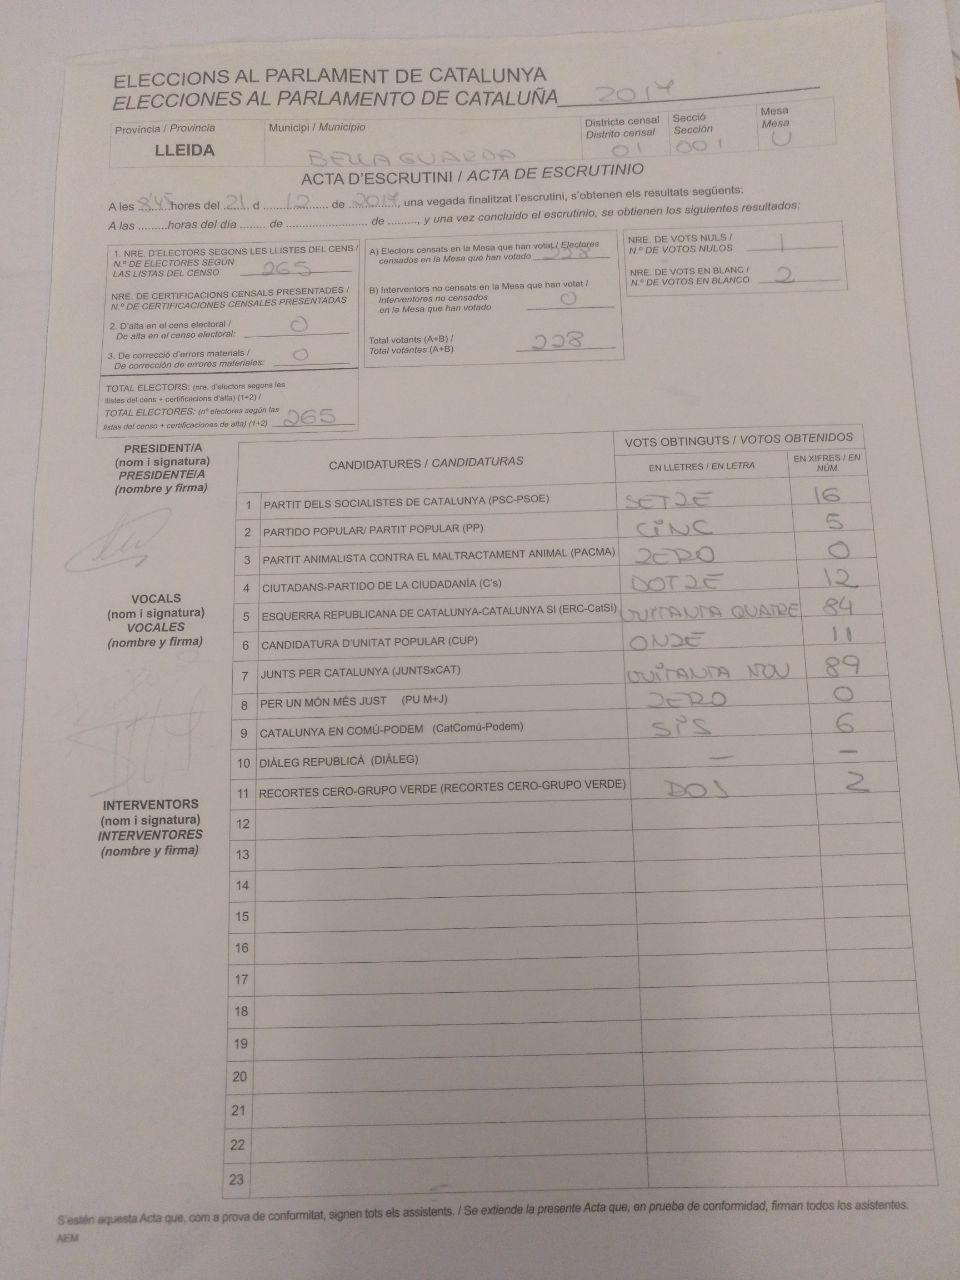 ELECCIONS AL PARLAMENT DE CATALUNYA
ELECCIONES AL PARLAMENTO DE CATALUÑA 2017
Provincia / Provincia
LLEIDA
Municipi / Municipio
BELLAGUARDA
Districte censal
Distrito censal
01
Secció
Sección
001
Mesa
Mesa
U
ACTA D'ESCRUTINI / ACTA DE ESCRUTINIO
A les 8'45 hores del 21 d 12 de 2017, una vegada finalitzat l'escrutini, s'obtenen els resultats següents:
A las .........horas del día ....... de ........................ de ........., y una vez concluido el escrutinio, se obtienen los siguientes resultados:
1. NRE. D'ELECTORS SEGONS LES LLISTES DEL CENS /
N.º DE ELECTORES SEGÚN
LAS LISTAS DEL CENSO 265
NRE. DE CERTIFICACIONS CENSALS PRESENTADES /
N.º DE CERTIFICACIONES CENSALES PRESENTADAS
2. D'alta en el cens electoral /
De alta en el censo electoral: 0
3. De correcció d'errors materials /
De corrección de errores materiales: 0
TOTAL ELECTORS: (nre. d'electors segons les
llistes del cens + certificacions d'alta) (1+2) /
TOTAL ELECTORES: (nº electores según las
listas del censo + certificaciones de alta) (1+2) 265
A) Electors censats en la Mesa que han votat / Electores
censados en la Mesa que han votado 228
B) Interventors no censats en la Mesa que han votat /
Interventores no censados
en la Mesa que han votado 0
Total votants (A+B) /
Total votantes (A+B) 228
NRE. DE VOTS NULS /
N.º DE VOTOS NULOS 1
NRE. DE VOTS EN BLANC /
N.º DE VOTOS EN BLANCO 2
PRESIDENT/A
(nom i signatura)
PRESIDENTE/A
(nombre y firma)
VOCALS
(nom i signatura)
VOCALES
(nombre y firma)
INTERVENTORS
(nom i signatura)
INTERVENTORES
(nombre y firma)
CANDIDATURES / CANDIDATURAS
VOTS OBTINGUTS / VOTOS OBTENIDOS
EN LLETRES / EN LETRA
EN XIFRES / EN
NÚM.
1 PARTIT DELS SOCIALISTES DE CATALUNYA (PSC-PSOE) SETZE 16
2 PARTIDO POPULAR/ PARTIT POPULAR (PP) CINC 5
3 PARTIT ANIMALISTA CONTRA EL MALTRACTAMENT ANIMAL (PACMA) ZERO 0
4 CIUTADANS-PARTIDO DE LA CIUDADANÍA (C's) DOTZE 12
5 ESQUERRA REPUBLICANA DE CATALUNYA-CATALUNYA SI (ERC-CatSí) VUITANTA QUATRE 84
6 CANDIDATURA D'UNITAT POPULAR (CUP) ONZE 11
7 JUNTS PER CATALUNYA (JUNTSxCAT) VUITANTA NOU 89
8 PER UN MÓN MÉS JUST (PU M+J) ZERO 0
9 CATALUNYA EN COMÚ-PODEM (CatComú-Podem) SIS 6
10 DIÀLEG REPUBLICÀ (DIÀLEG) — —
11 RECORTES CERO-GRUPO VERDE (RECORTES CERO-GRUPO VERDE) DOS 2
12
13
14
15
16
17
18
19
20
21
22
23
S'estén aquesta Acta que, com a prova de conformitat, signen tots els assistents. / Se extiende la presente Acta que, en prueba de conformidad, firman todos los asistentes.
AEM